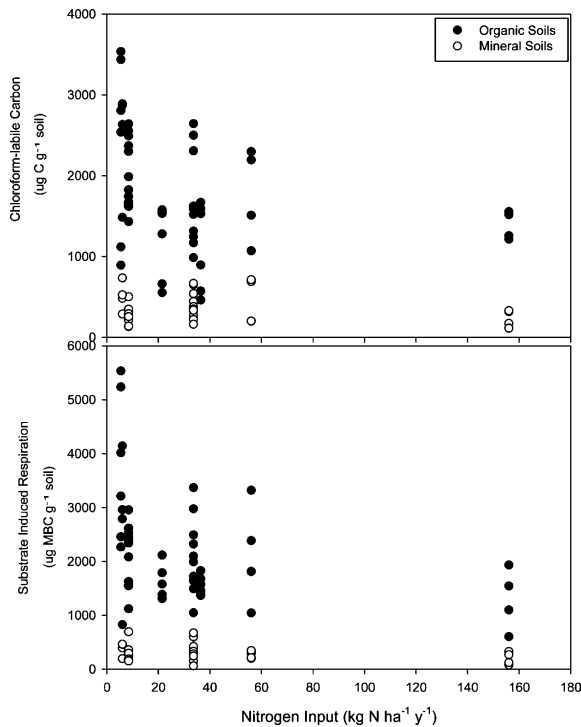 4000
3000
2000
1000
0
Chloroform-labile Carbon
(ug C g⁻¹ soil)
Organic Soils
Mineral Soils
6000
5000
4000
3000
2000
1000
0
Substrate Induced Respiration
(ug MBC g⁻¹ soil)
0 20 40 60 80 100 120 140 160 180
Nitrogen Input (kg N ha⁻¹ y⁻¹)